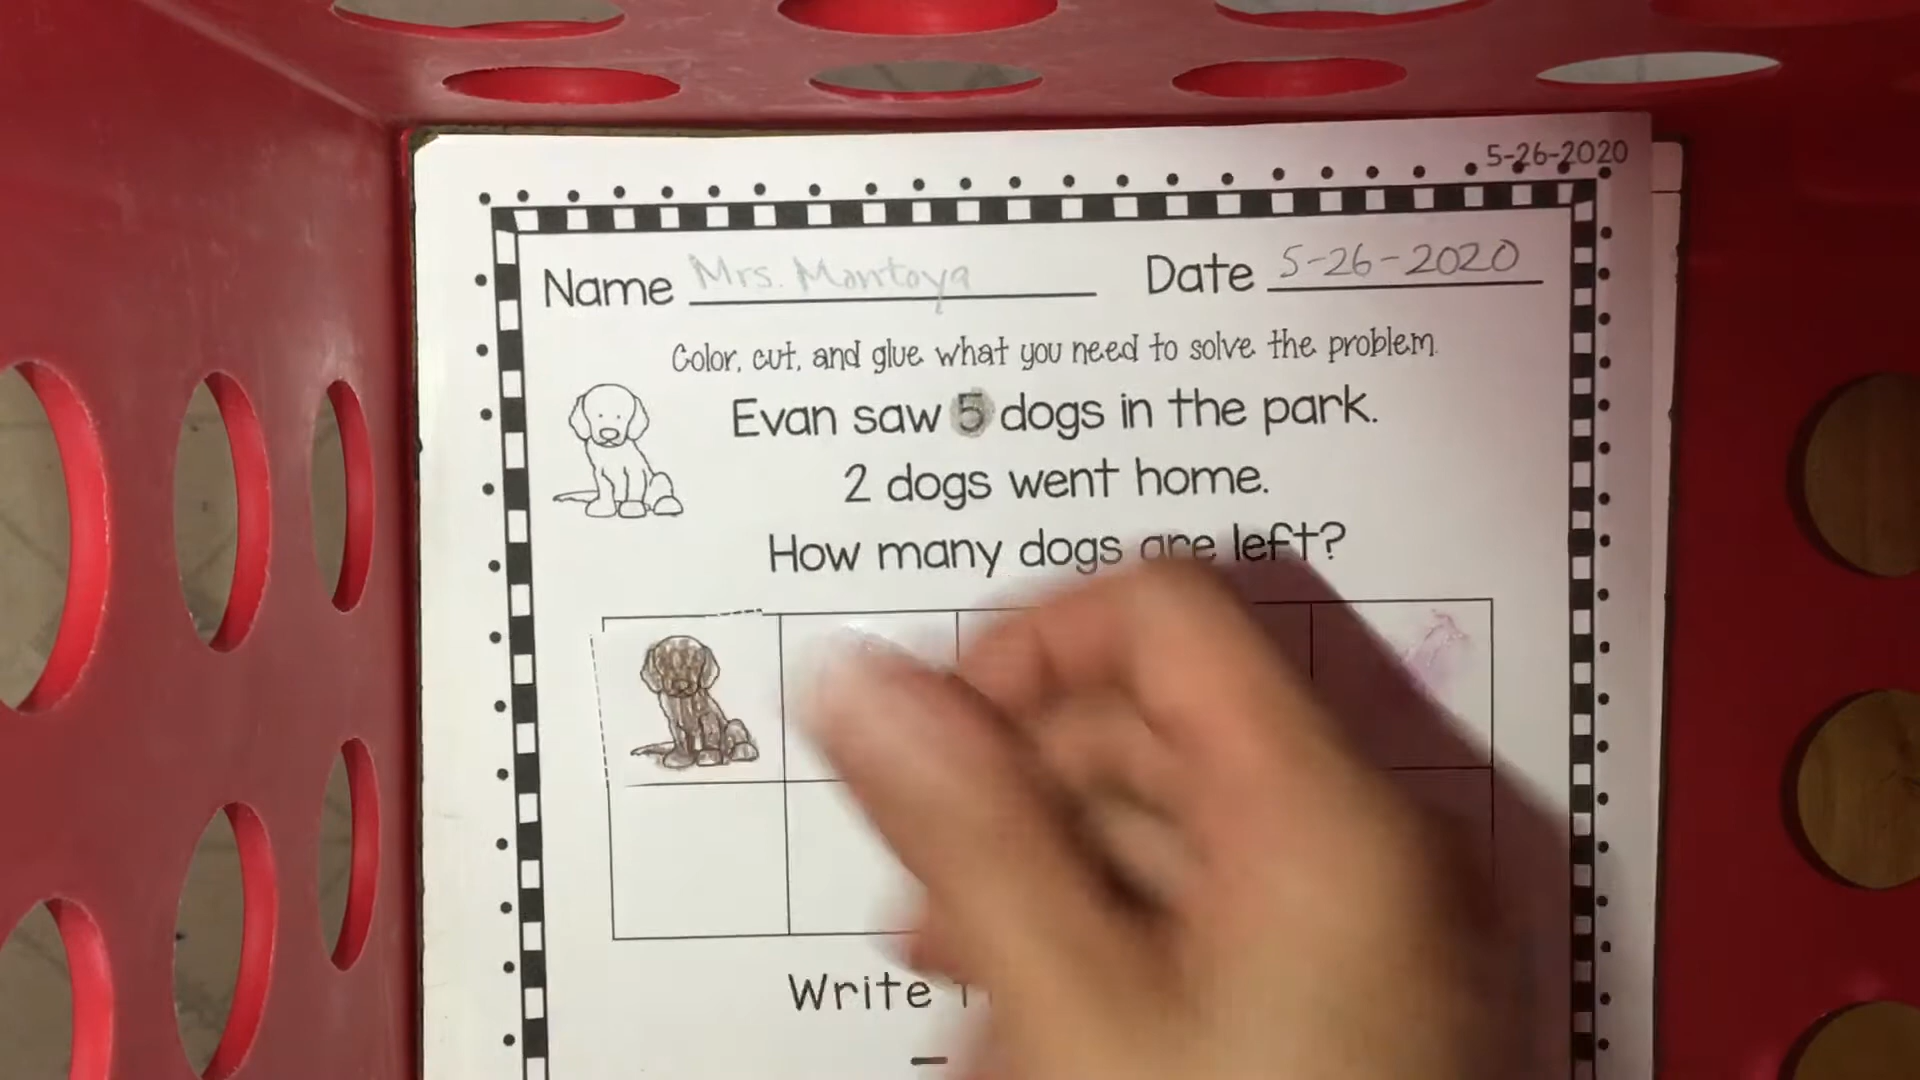 5-26-2020
Name Mrs. Montoya Date 5-26-2020
Color, cut, and glue what you need to solve the problem.
Evan saw 5 dogs in the park.
2 dogs went home.
How many dogs are left?
Write